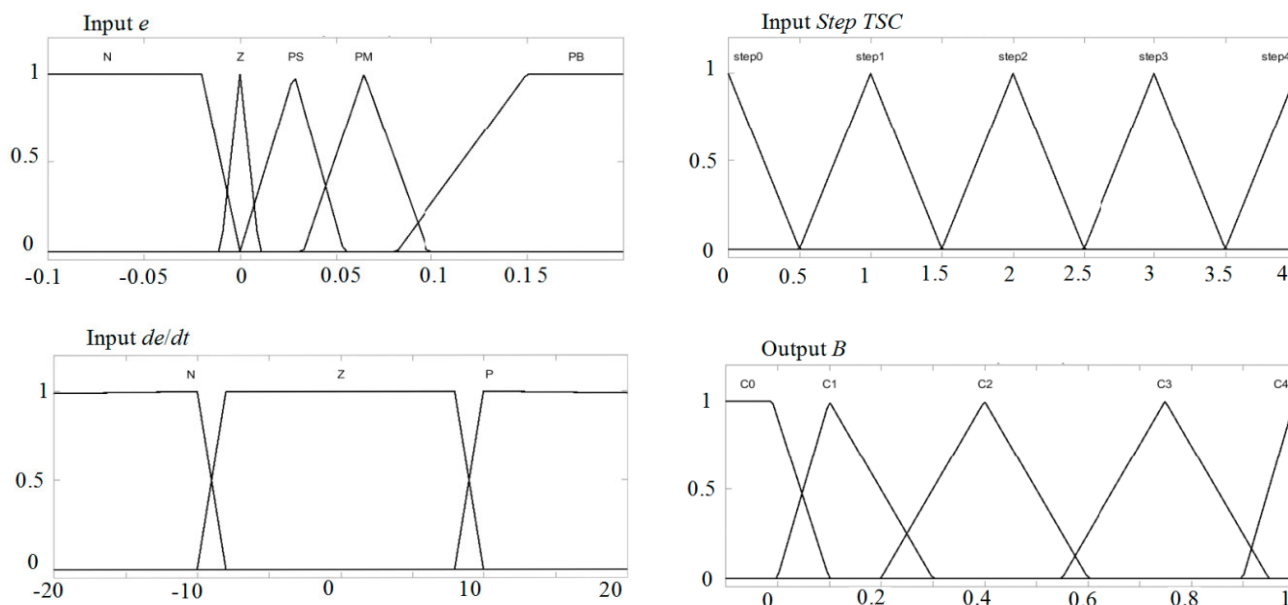 Input e
N Z PS PM PB
1
0.5
0
-0.1 -0.05 0 0.05 0.1 0.15
Input Step TSC
step0 step1 step2 step3 step4
1
0.5
0
0 0.5 1 1.5 2 2.5 3 3.5 4
Input de/dt
N Z P
1
0.5
0
-20 -10 0 10 20
Output B
C0 C1 C2 C3 C4
1
0.5
0
0 0.2 0.4 0.6 0.8 1